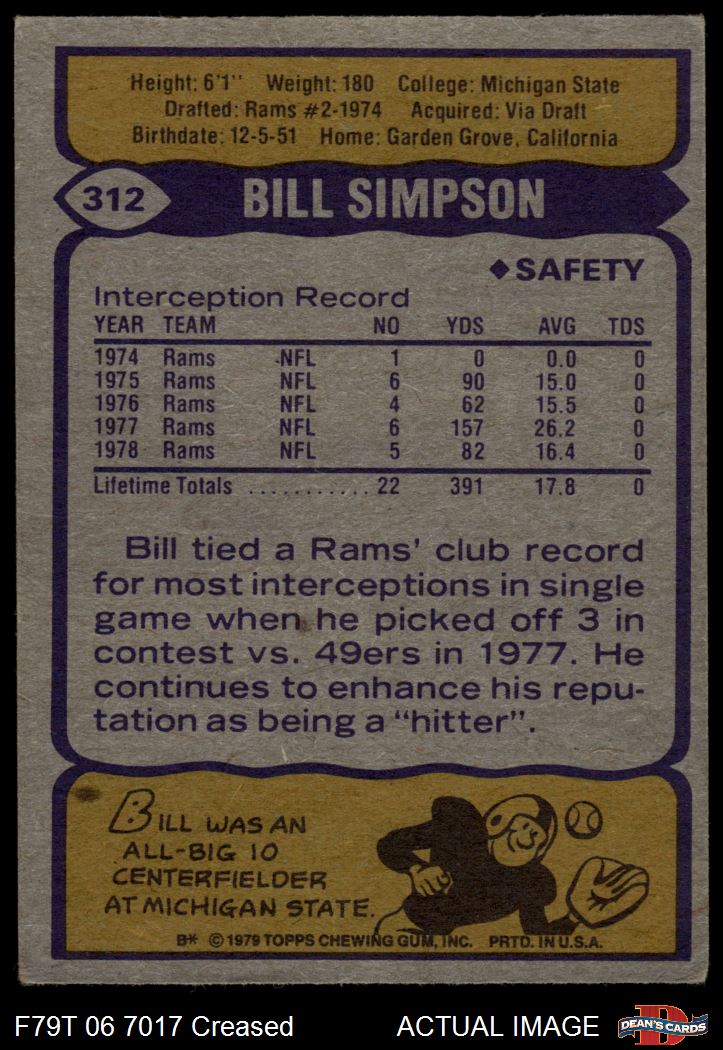 Height: 6'1" Weight: 180 College: Michigan State
Drafted: Rams #2-1974 Acquired: Via Draft
Birthdate: 12-5-51 Home: Garden Grove, California
312 BILL SIMPSON
◆SAFETY
Interception Record
YEAR TEAM NO YDS AVG TDS
1974 Rams NFL 1 0 0.0 0
1975 Rams NFL 6 90 15.0 0
1976 Rams NFL 4 62 15.5 0
1977 Rams NFL 6 157 26.2 0
1978 Rams NFL 5 82 16.4 0
Lifetime Totals ........... 22 391 17.8 0
Bill tied a Rams' club record
for most interceptions in single
game when he picked off 3 in
contest vs. 49ers in 1977. He
continues to enhance his repu-
tation as being a "hitter".
BILL WAS AN
ALL-BIG 10
CENTERFIELDER
AT MICHIGAN STATE.
B* © 1979 TOPPS CHEWING GUM, INC. PRTD. IN U.S.A.
F79T 06 7017 Creased ACTUAL IMAGE
D
DEAN'S CARDS